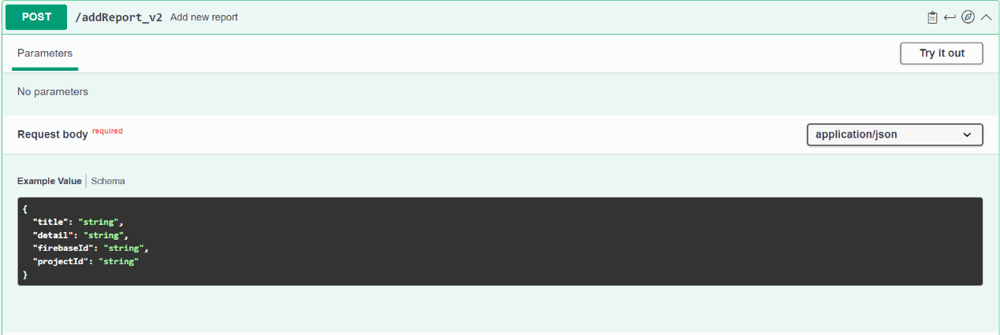 POST /addReport_v2 Add new report
Parameters Try it out
No parameters
Request body required application/json
Example Value Schema
{
"title": "string",
"detail": "string",
"firebaseId": "string",
"projectId": "string"
}